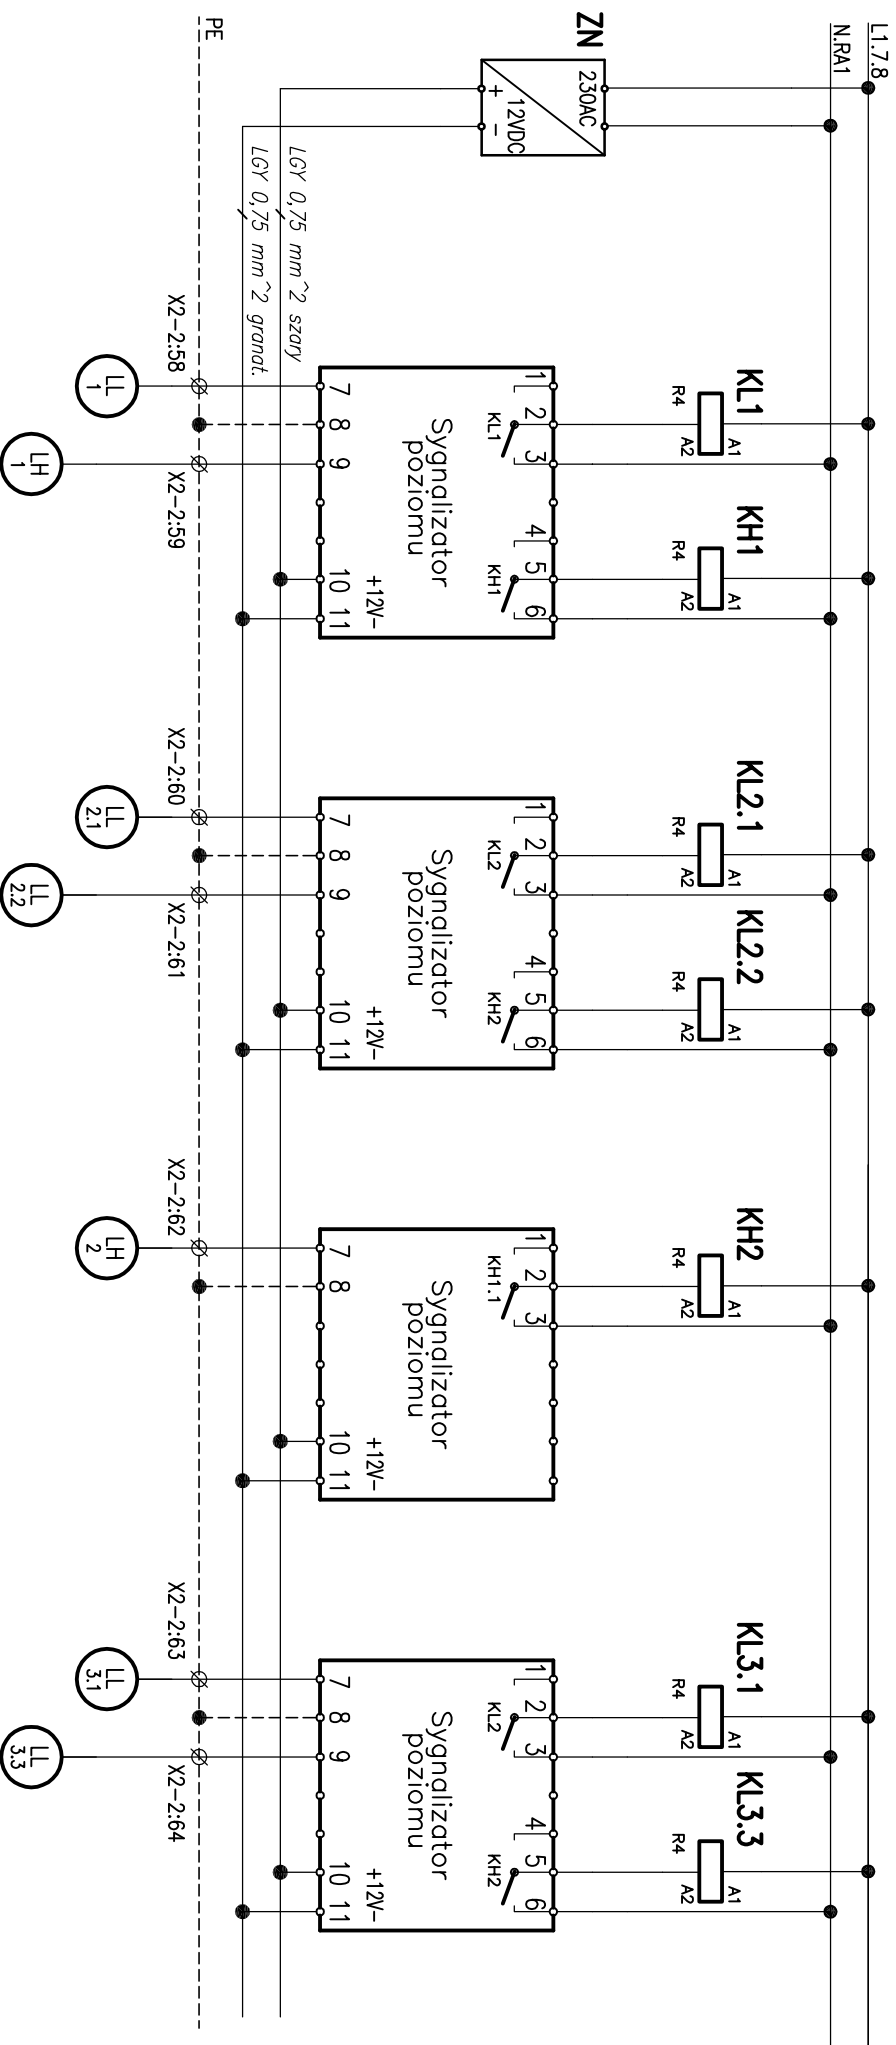 L1.7.8
N.RA1
ZN
230AC
12VDC
+
-
LGY 0,75 mm^2 szary
LGY 0,75 mm^2 granat.
PE
KL1
R4
A1
A2
KH1
R4
A1
A2
1
2
3
4
5
6
KL1
KH1
Sygnalizator
poziomu
+12V-
7
8
9
10
11
X2-2:58
X2-2:59
LL
1
LH
1
KL2.1
R4
A1
A2
KL2.2
R4
A1
A2
1
2
3
4
5
6
KL2
KH2
Sygnalizator
poziomu
+12V-
7
8
9
10
11
X2-2:60
X2-2:61
LL
2.1
LL
2.2
KH2
R4
A1
A2
1
2
3
KH1.1
Sygnalizator
poziomu
+12V-
7
8
10
11
X2-2:62
LH
2
KL3.1
R4
A1
A2
KL3.3
R4
A1
A2
1
2
3
4
5
6
KL2
KH2
Sygnalizator
poziomu
+12V-
7
8
9
10
11
X2-2:63
X2-2:64
LL
3.1
LL
3.3